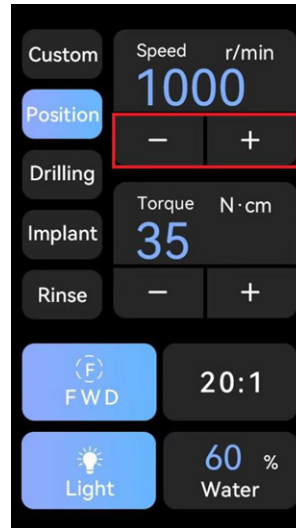 Custom
Position
Drilling
Implant
Rinse
Speed r/min
1000
− +
Torque N·cm
35
− +
(F)
FWD
20:1
Light
60 %
Water